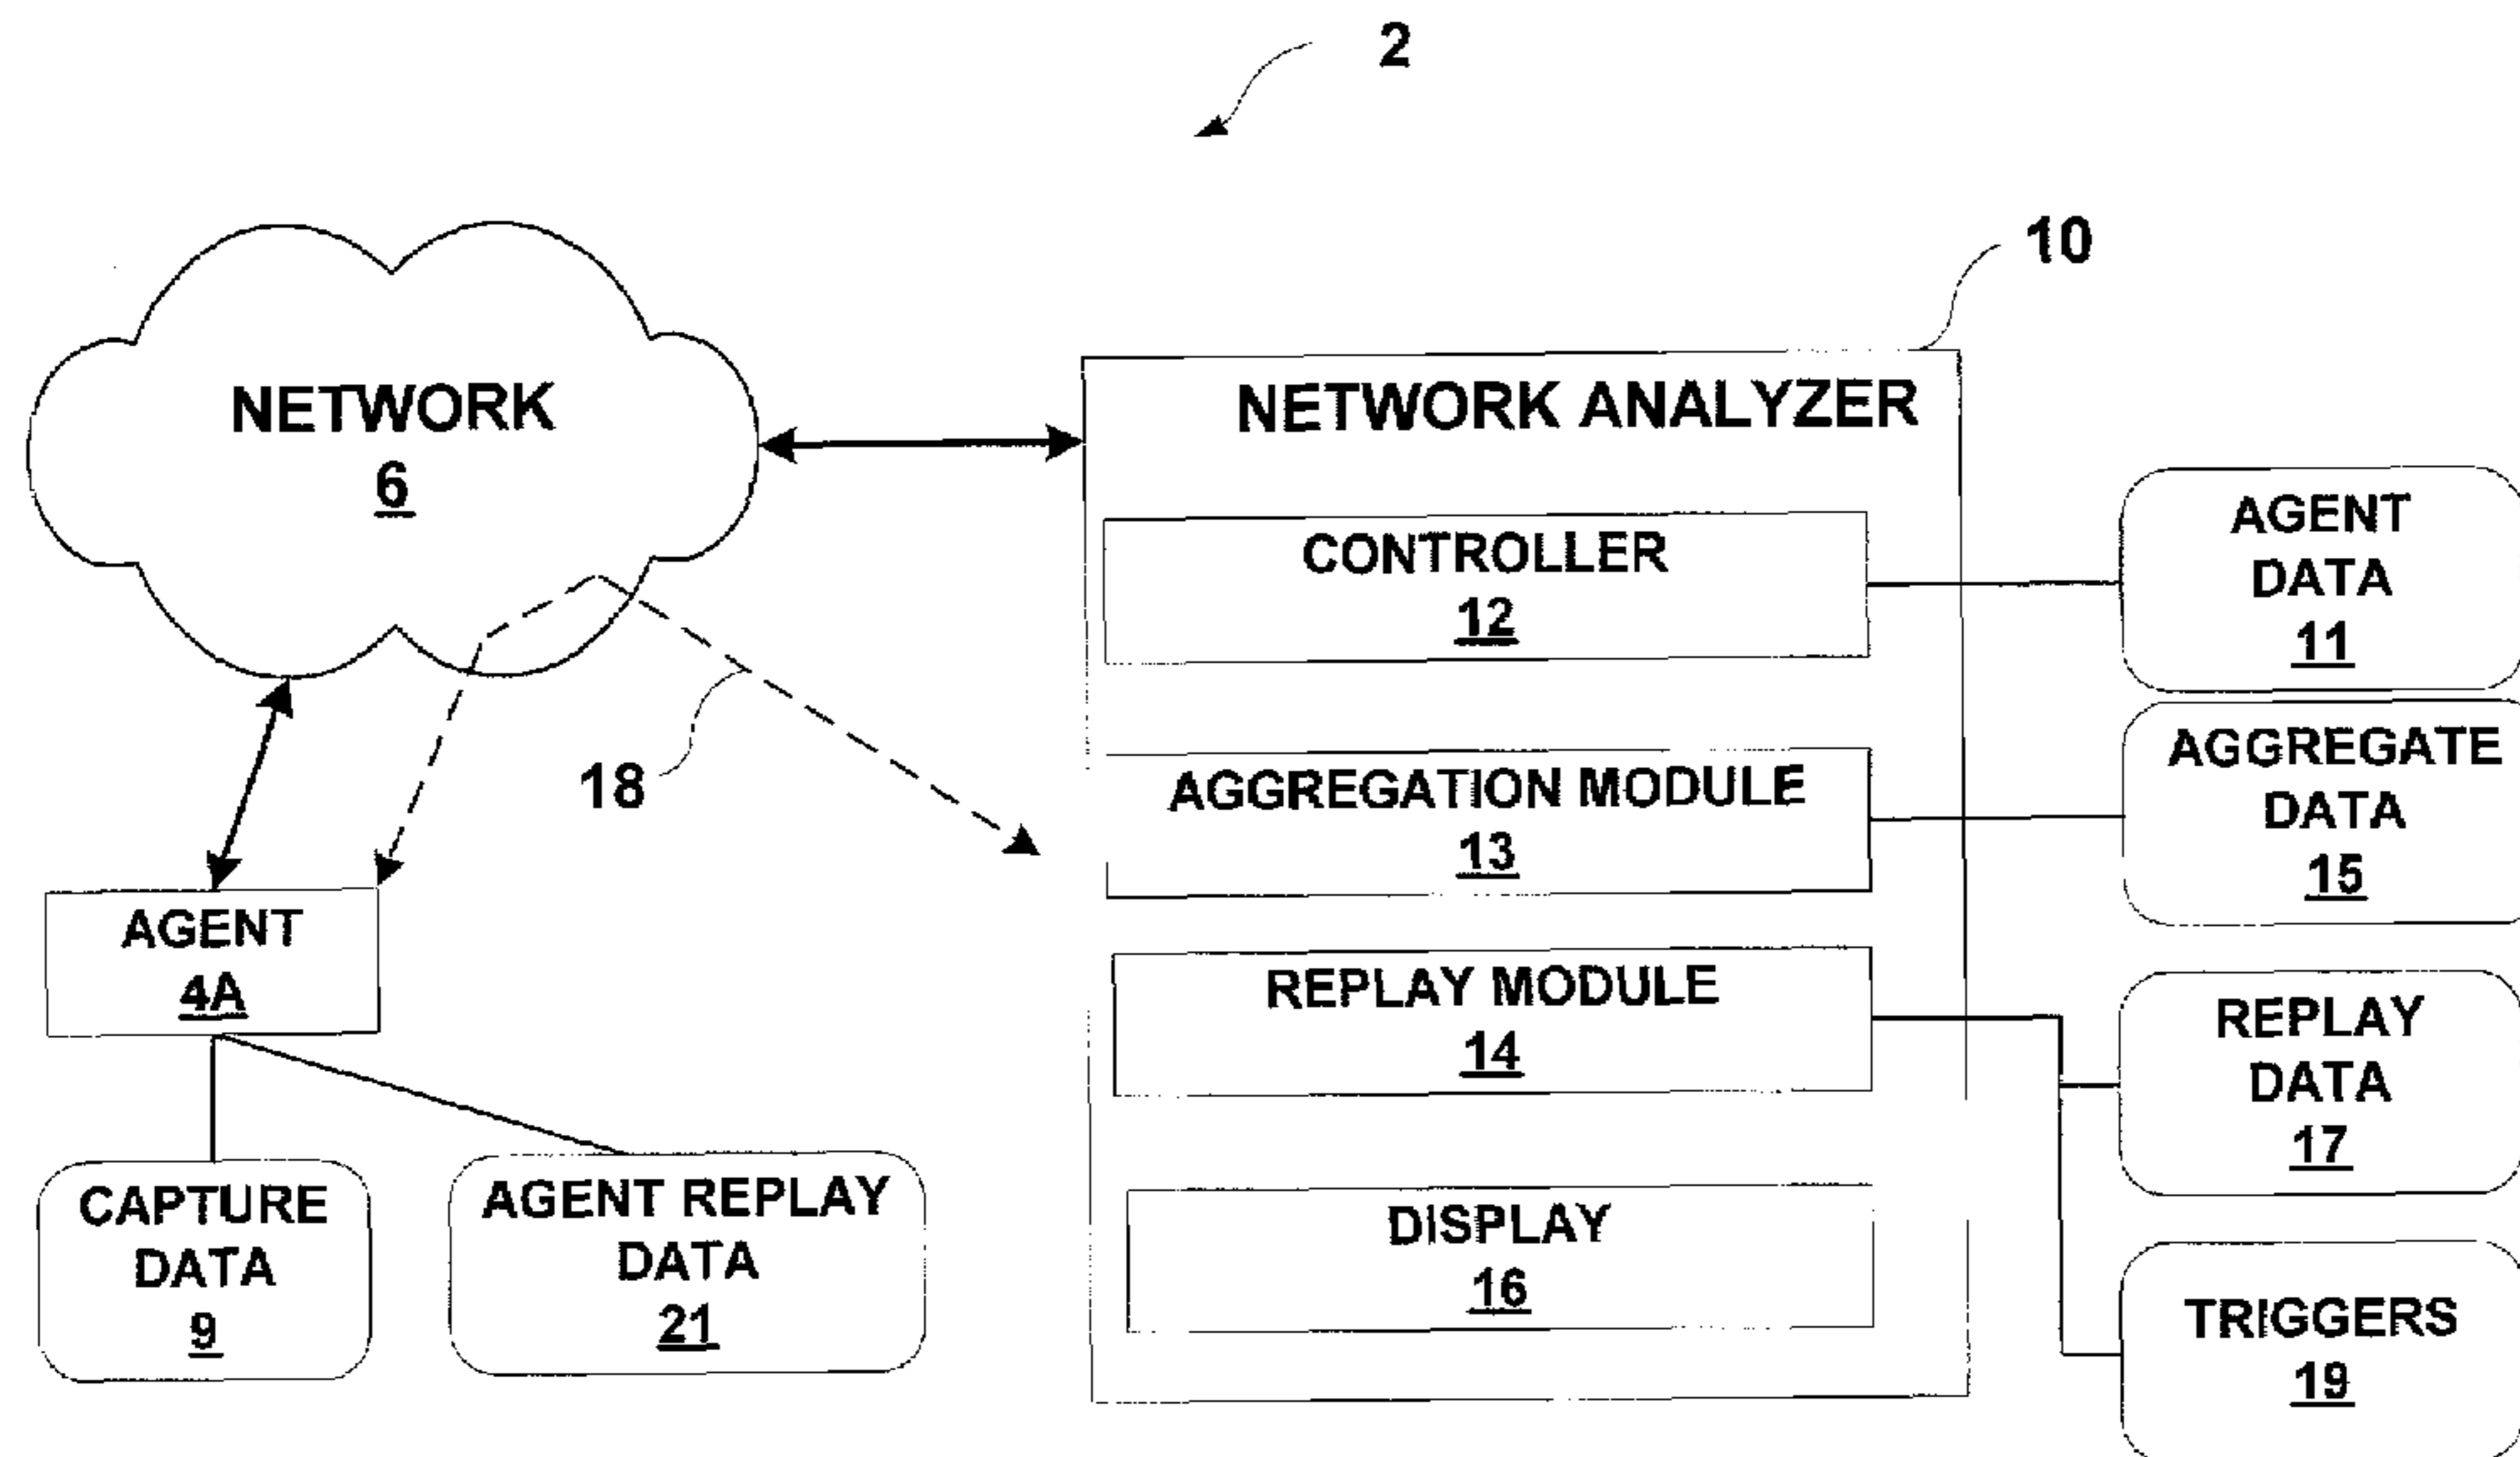 2
10
NETWORK
6
NETWORK ANALYZER
CONTROLLER
12
AGENT
DATA
11
AGGREGATION MODULE
13
AGGREGATE
DATA
15
18
AGENT
4A
REPLAY MODULE
14
REPLAY
DATA
17
CAPTURE
DATA
9
AGENT REPLAY
DATA
21
DISPLAY
16
TRIGGERS
19